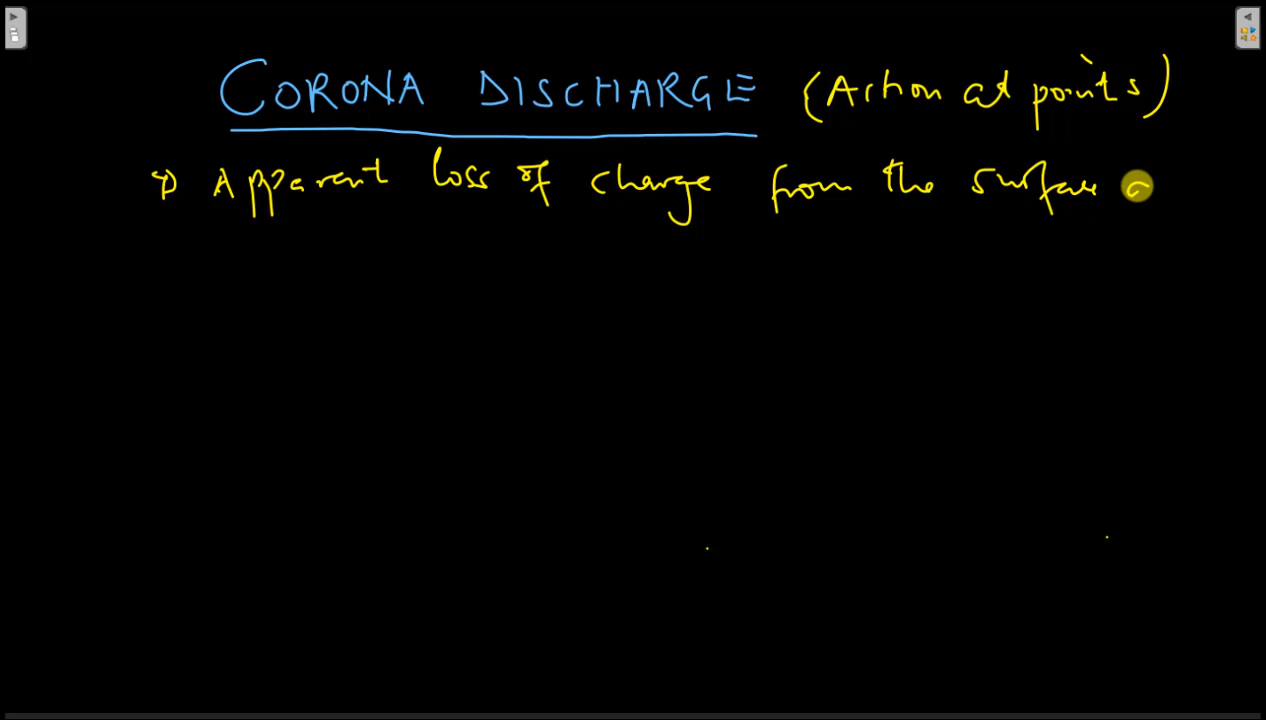 CORONA DISCHARGE (Action at points)
Apparent loss of charge from the surface